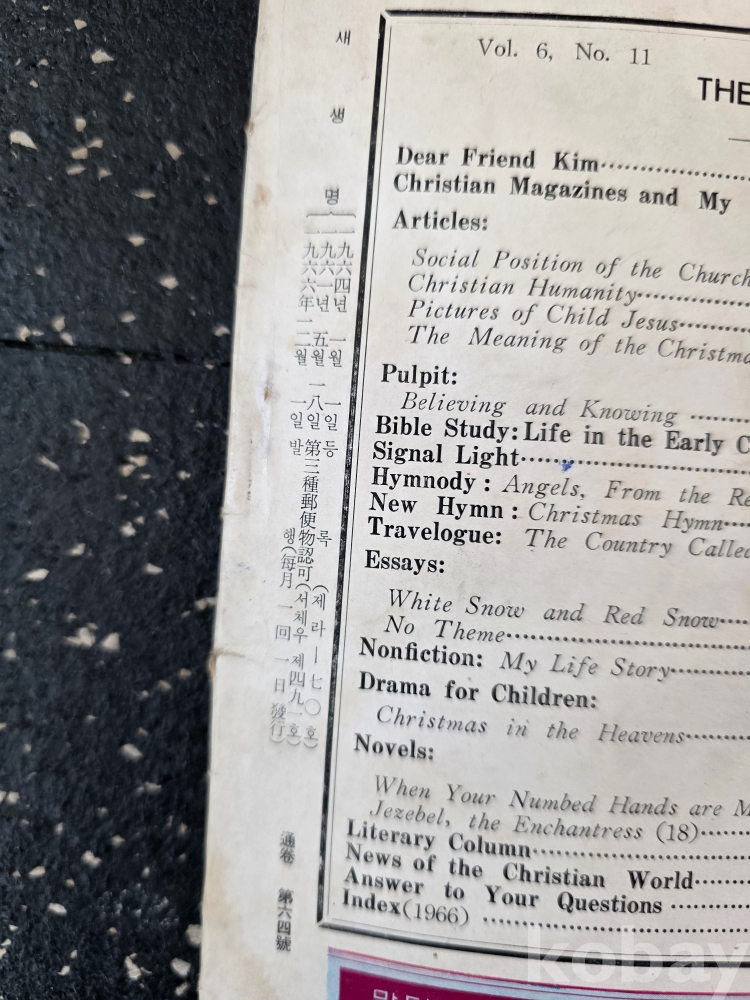 새 생 명
一九六四년 一월 一일 등록 (제 라—七〇호)
一九六一년 五월 一八일 第三種郵便物認可 (서체우 제四九一호)
一九六六年 一二월 一일 발행 (每月 一回 一日 發行)
通卷 第六四號
Vol. 6, No. 11
THE
Dear Friend Kim
Christian Magazines and My
Articles:
Social Position of the Church
Christian Humanity
Pictures of Child Jesus
The Meaning of the Christma
Pulpit:
Believing and Knowing
Bible Study: Life in the Early C
Signal Light
Hymnody: Angels, From the Re
New Hymn: Christmas Hymn
Travelogue: The Country Called
Essays:
White Snow and Red Snow
No Theme
Nonfiction: My Life Story
Drama for Children:
Christmas in the Heavens
Novels:
When Your Numbed Hands are M
Jezebel, the Enchantress (18)
Literary Column
News of the Christian World
Answer to Your Questions
Index(1966)
kobay